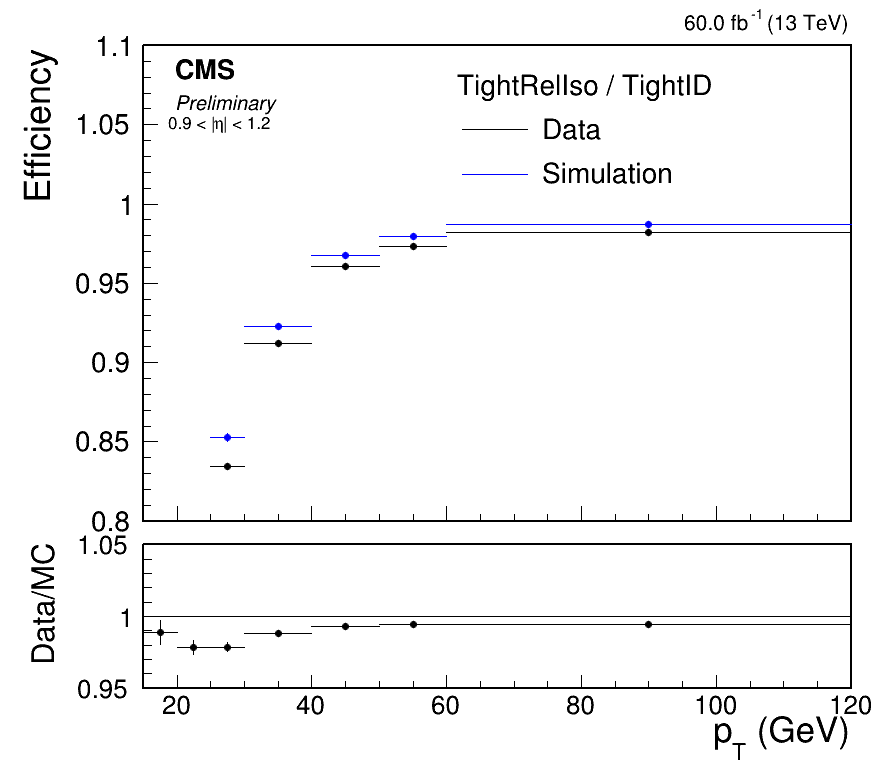 60.0 fb⁻¹ (13 TeV)
CMS
Preliminary
0.9 < |η| < 1.2
TightRelIso / TightID
Data
Simulation
Efficiency
1.1
1.05
1
0.95
0.9
0.85
0.8
Data/MC
1.05
1
0.95
20 40 60 80 100 120
p_T (GeV)